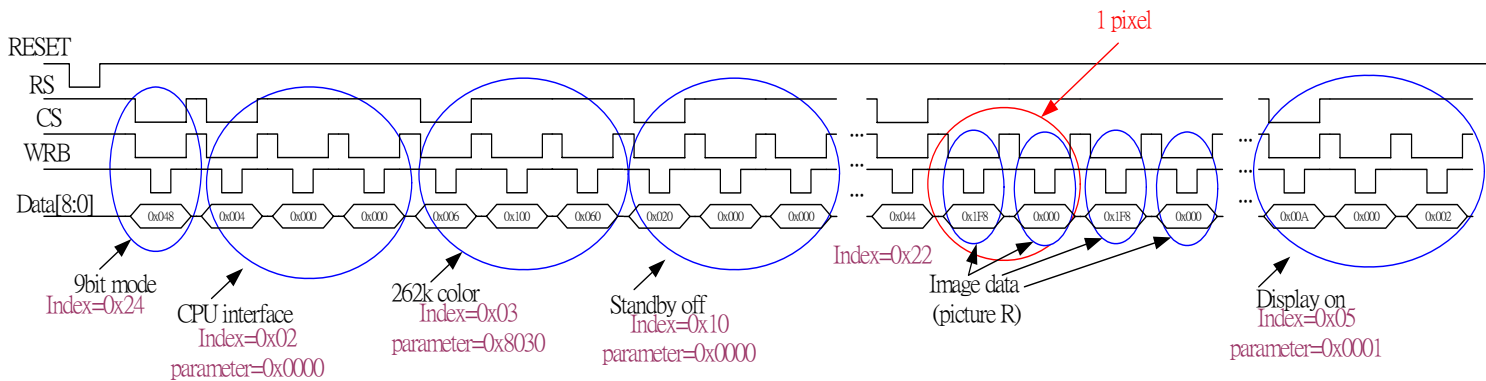 1 pixel
RESET
RS
CS
WRB
Data[8:0]
0x048 0x004 0x000 0x000 0x006 0x100 0x060 0x020 0x000 0x000 ... 0x044 0x1F8 0x000 0x1F8 0x000 ... 0x00A 0x000 0x002
...
...
...
...
9bit mode
Index=0x24
CPU interface
Index=0x02
parameter=0x0000
262k color
Index=0x03
parameter=0x8030
Standby off
Index=0x10
parameter=0x0000
Index=0x22
Image data
(picture R)
Display on
Index=0x05
parameter=0x0001